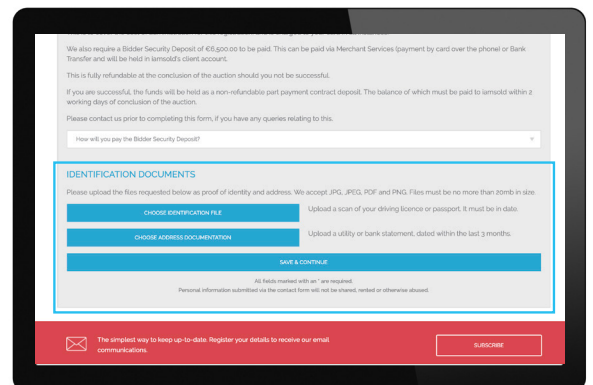 We also require a Bidder Security Deposit of €6,500.00 to be paid. This can be paid via Merchant Services (payment by card over the phone) or Bank
Transfer and will be held in Iamsold's client account.
This is fully refundable at the conclusion of the auction should you not be successful.
If you are successful, the funds will be held as a non-refundable part payment contract deposit. The balance of which must be paid to Iamsold within 2
working days of conclusion of the auction.
Please contact us prior to completing this form, if you have any queries relating to this.
How will you pay the Bidder Security Deposit?
IDENTIFICATION DOCUMENTS
Please upload the files requested below as proof of identity and address. We accept JPG, JPEG, PDF and PNG, Files must be no more than 20mb in size.
CHOOSE IDENTIFICATION FILE
Upload a scan of your driving licence or passport. It must be in date.
CHOOSE ADDRESS DOCUMENTATION
Upload a utility or bank statement, dated within the last 3 months.
SAVE & CONTINUE
All fields marked with an * are required.
Personal information submitted via the contact form will not be shared, rented or otherwise abused.
The simplest way to keep up-to-date. Register your details to receive our email
communications.
SUBSCRIBE